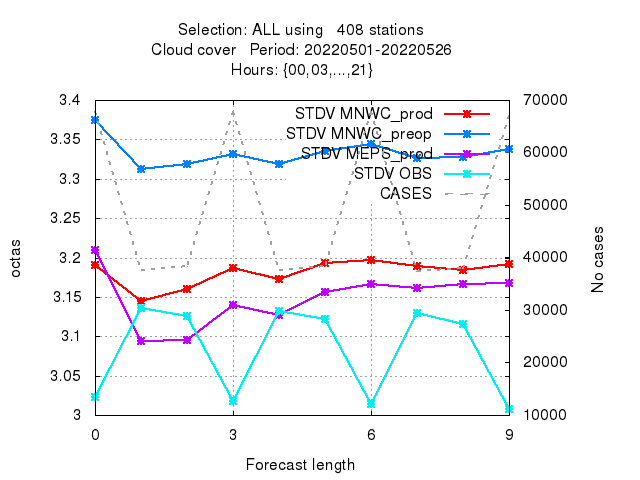 Selection: ALL using   408 stations
Cloud cover   Period: 20220501-20220526
Hours: {00,03,...,21}
3.4
3.35
3.3
3.25
3.2
3.15
3.1
3.05
3
octas
STDV MNWC_prod
STDV MNWC_preop
STDV MEPS_prod
STDV OBS
CASES
70000
60000
50000
40000
30000
20000
10000
No cases
0 3 6 9
Forecast length